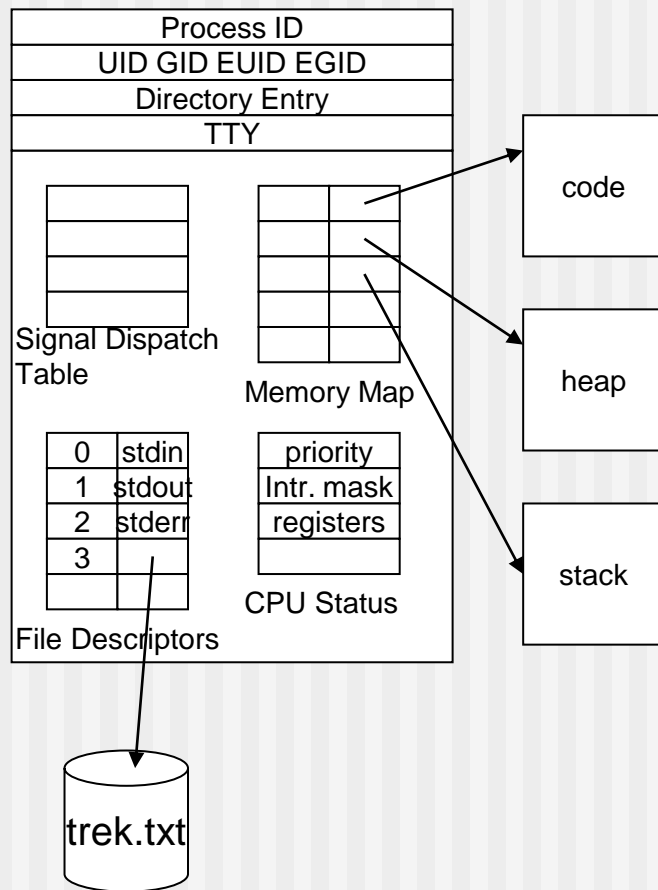 Process ID
UID GID EUID EGID
Directory Entry
TTY
Signal Dispatch
Table
Memory Map
code
heap
stack
0 stdin
1 stdout
2 stderr
3
File Descriptors
priority
Intr. mask
registers
CPU Status
trek.txt